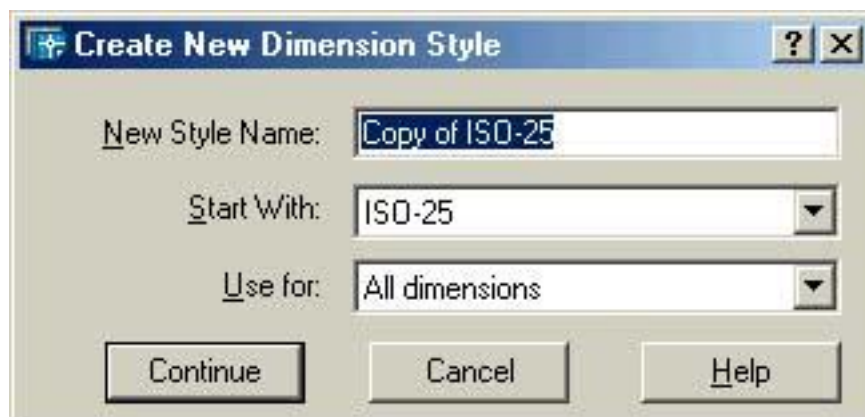 Create New Dimension Style
New Style Name: Copy of ISO-25
Start With: ISO-25
Use for: All dimensions
Continue Cancel Help